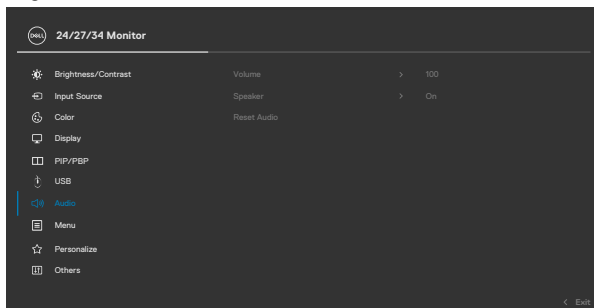 DELL 24/27/34 Monitor
Brightness/Contrast Volume > 100
Input Source Speaker > On
Color Reset Audio
Display
PIP/PBP
USB
Audio
Menu
Personalize
Others
< Exit